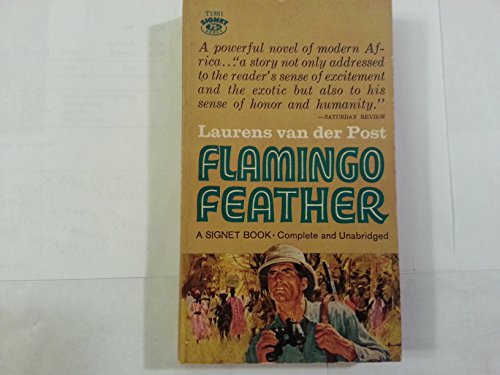 T1861
SIGNET
75¢
BOOKS
A powerful novel of modern Af-
rica..."a story not only addressed
to the reader's sense of excitement
and the exotic but also to his
sense of honor and humanity."
—SATURDAY REVIEW
Laurens van der Post
FLAMINGO
FEATHER
A SIGNET BOOK • Complete and Unabridged